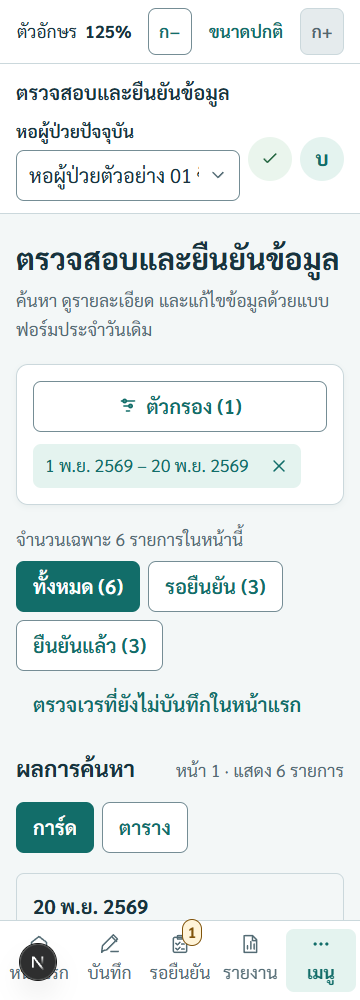 ตัวอักษร 125% ก− ขนาดปกติ ก+
ตรวจสอบและยืนยันข้อมูล
หอผู้ป่วยปัจจุบัน
หอผู้ป่วยตัวอย่าง 01
บ
ตรวจสอบและยืนยันข้อมูล
ค้นหา ดูรายละเอียด และแก้ไขข้อมูลด้วยแบบ
ฟอร์มประจำวันเดิม
ตัวกรอง (1)
1 พ.ย. 2569 – 20 พ.ย. 2569
จำนวนเฉพาะ 6 รายการในหน้านี้
ทั้งหมด (6) รอยืนยัน (3)
ยืนยันแล้ว (3)
ตรวจเวรที่ยังไม่บันทึกในหน้าแรก
ผลการค้นหา หน้า 1 · แสดง 6 รายการ
การ์ด ตาราง
20 พ.ย. 2569
1
N
บันทึก รอยืนยัน รายงาน เมนู